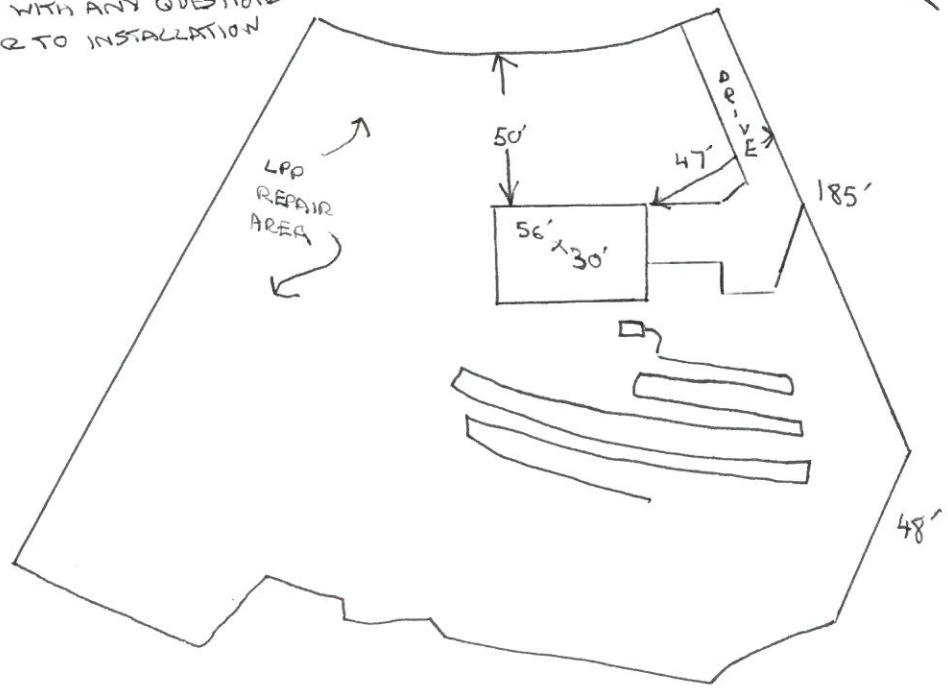 WITH ANY QUESTIONS
TO INSTALLATION
DRIVE
50'
47'
LPP
REPAIR
AREA
185'
56' x 30'
48'